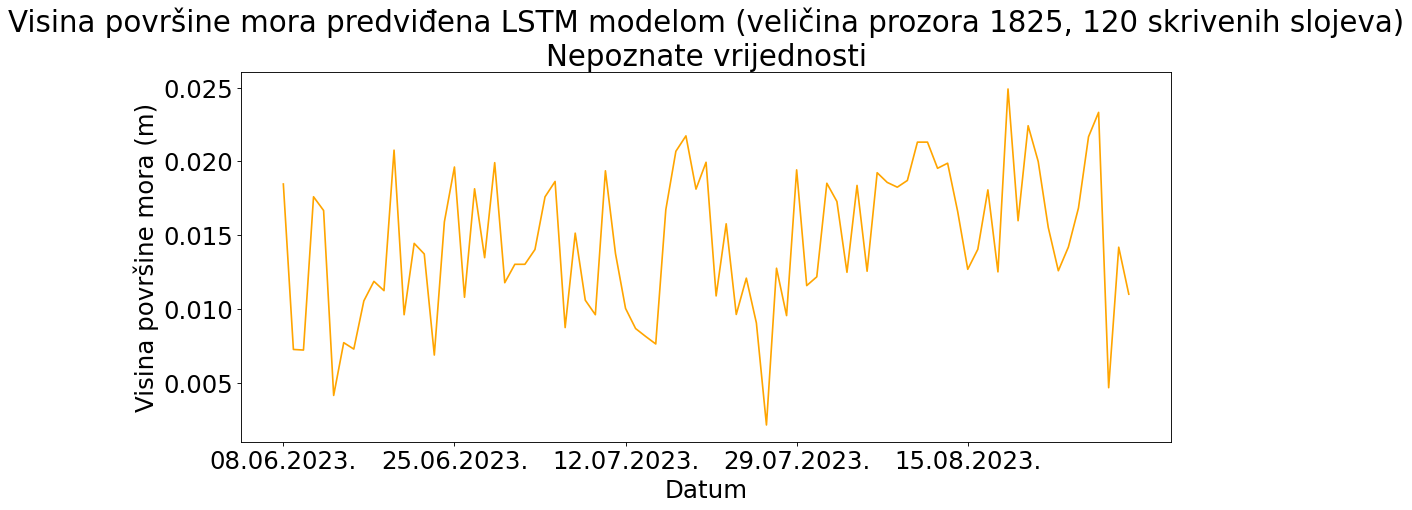 Visina površine mora predviđena LSTM modelom (veličina prozora 1825, 120 skrivenih slojeva)
Nepoznate vrijednosti
Visina površine mora (m)
0.025
0.020
0.015
0.010
0.005
08.06.2023. 25.06.2023. 12.07.2023. 29.07.2023. 15.08.2023.
Datum